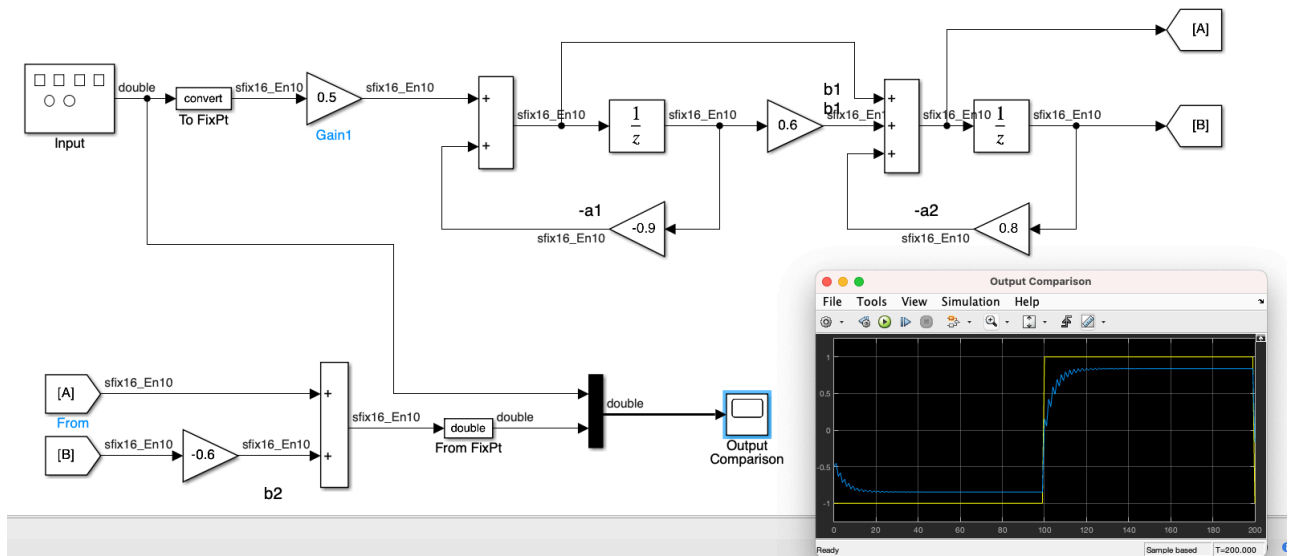 [A]
double
sfix16_En10
sfix16_En10
b1
b1
convert
0.5
sfix16_En10
1
z
sfix16_En10
0.6
sfix16_En10
sfix16_En10
1
z
sfix16_En10
[B]
To FixPt
Input
Gain1
-a1
-0.9
sfix16_En10
-a2
0.8
sfix16_En10
Output Comparison
File Tools View Simulation Help
1
0.5
0
-0.5
-1
0 20 40 60 80 100 120 140 160 180 200
Ready
Sample based
T=200.000
[A]
sfix16_En10
From
[B]
sfix16_En10
-0.6
sfix16_En10
b2
+
+
+
+
+
+
+
sfix16_En10
double
double
From FixPt
double
Output
Comparison